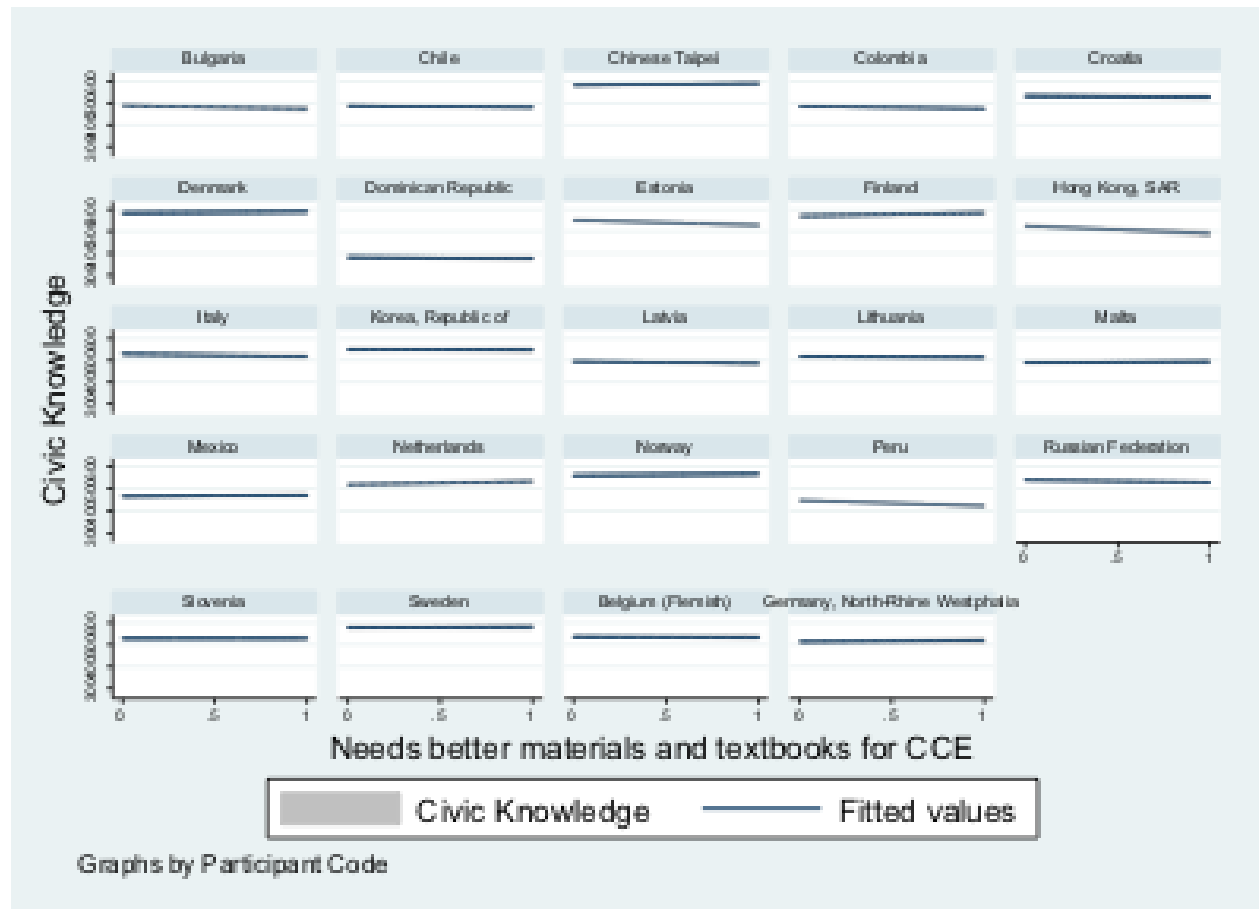 Bulgaria Chile Chinese Taipei Colombia Croatia
Denmark Dominican Republic Estonia Finland Hong Kong, SAR
Italy Korea, Republic of Latvia Lithuania Malta
Mexico Netherlands Norway Peru Russian Federation
0 .5 1
Slovenia Sweden Belgium (Flemish) Germany, North-Rhine Westphalia
0 .5 1 0 .5 1 0 .5 1 0 .5 1
Civic Knowledge
Needs better materials and textbooks for CCE
Civic Knowledge Fitted values
Graphs by Participant Code